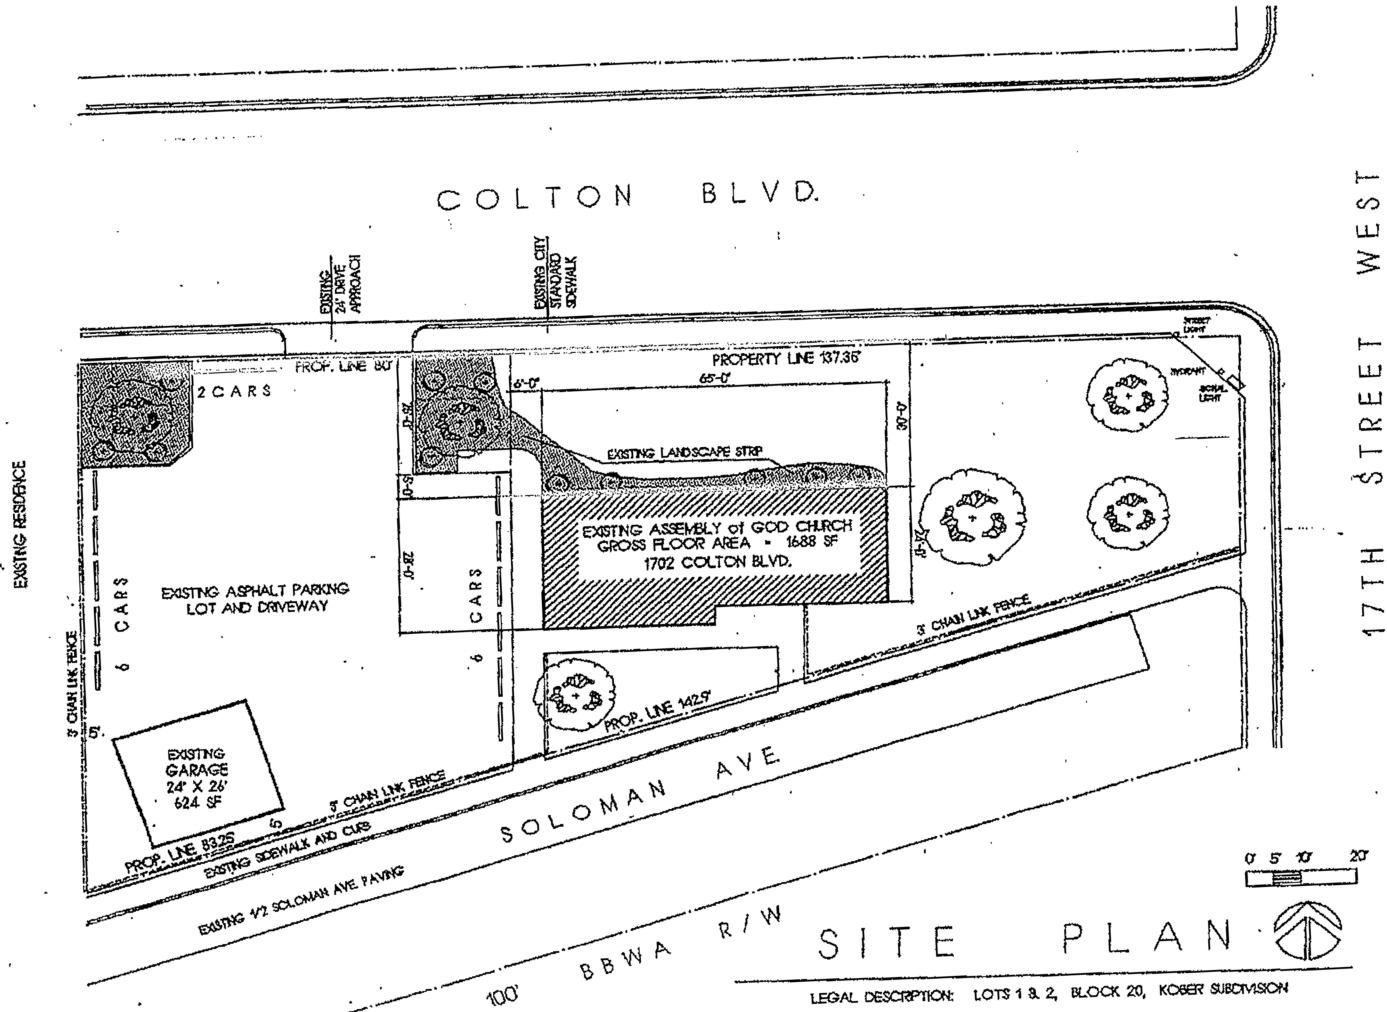 COLTON BLVD.
17TH STREET WEST
EXISTING
24' DRIVE
APPROACH
EXISTING CITY
STANDARD
SIDEWALK
STREET
LIGHT
HYDRANT
SIGNAL
LIGHT
PROP. LINE 80'
PROPERTY LINE 137.36'
6'-0"
65'-0"
30'-0"
2 CARS
EXISTING LANDSCAPE STRIP
EXISTING RESIDENCE
EXISTING ASSEMBLY of GOD CHURCH
GROSS FLOOR AREA = 1688 SF
1702 COLTON BLVD.
28'-0"
6 CARS
EXISTING ASPHALT PARKING
LOT AND DRIVEWAY
6 CARS
3' CHAIN LINK FENCE
3' CHAIN LINK FENCE
5'
EXISTING
GARAGE
24' X 26'
624 SF
5'
PROP. LINE 142.9'
3' CHAIN LINK FENCE
PROP. LINE 83.25'
EXISTING SIDEWALK AND CURB
SOLOMAN AVE
EXISTING 1/2 SOLOMAN AVE PAVING
100' BBWA R/W
0' 5' 10' 20'
SITE PLAN
LEGAL DESCRIPTION: LOTS 1 & 2, BLOCK 20, KOBER SUBDIVISION